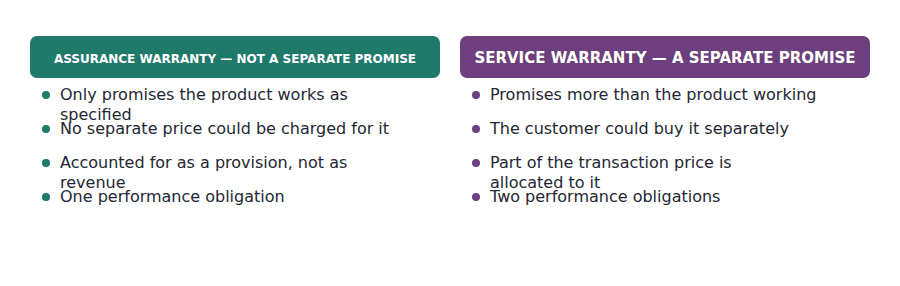 ASSURANCE WARRANTY — NOT A SEPARATE PROMISE
Only promises the product works as
specified
No separate price could be charged for it
Accounted for as a provision, not as
revenue
One performance obligation
SERVICE WARRANTY — A SEPARATE PROMISE
Promises more than the product working
The customer could buy it separately
Part of the transaction price is
allocated to it
Two performance obligations